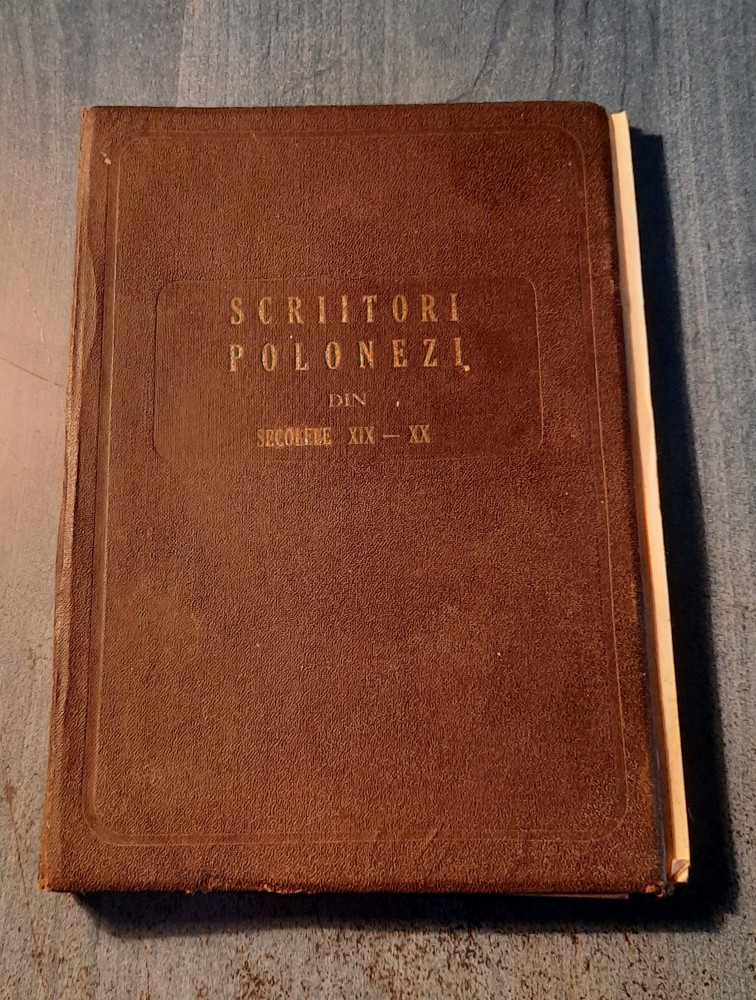 SCRIITORI
POLONEZI
DIN
SECOLELE XIX — XX